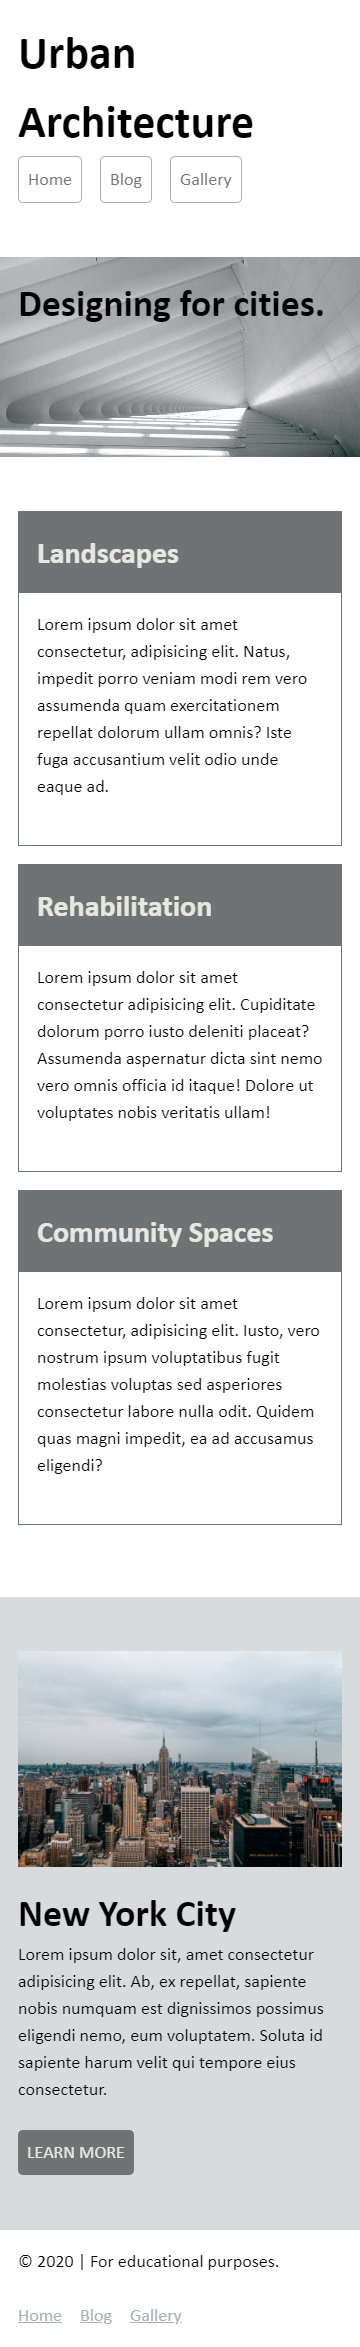 Urban
Architecture
Home Blog Gallery
Designing for cities.
Landscapes
Lorem ipsum dolor sit amet
consectetur, adipisicing elit. Natus,
impedit porro veniam modi rem vero
assumenda quam exercitationem
repellat dolorum ullam omnis? Iste
fuga accusantium velit odio unde
eaque ad.
Rehabilitation
Lorem ipsum dolor sit amet
consectetur adipisicing elit. Cupiditate
dolorum porro iusto deleniti placeat?
Assumenda aspernatur dicta sint nemo
vero omnis officia id itaque! Dolore ut
voluptates nobis veritatis ullam!
Community Spaces
Lorem ipsum dolor sit amet
consectetur, adipisicing elit. Iusto, vero
nostrum ipsum voluptatibus fugit
molestias voluptas sed asperiores
consectetur labore nulla odit. Quidem
quas magni impedit, ea ad accusamus
eligendi?
New York City
Lorem ipsum dolor sit, amet consectetur
adipisicing elit. Ab, ex repellat, sapiente
nobis numquam est dignissimos possimus
eligendi nemo, eum voluptatem. Soluta id
sapiente harum velit qui tempore eius
consectetur.
LEARN MORE
© 2020 | For educational purposes.
Home Blog Gallery